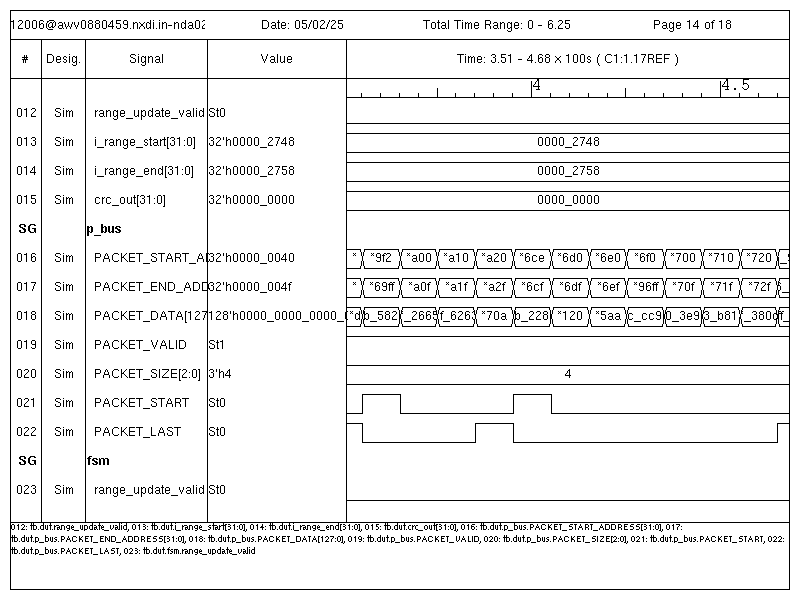 12006@awv0880459.nxdi.in-nda02 Date: 05/02/25 Total Time Range: 0 - 6.25 Page 14 of 18
# Desig. Signal Value Time: 3.51 - 4.68 x 100s ( C1:1.17REF )
4 4.5
012 Sim range_update_valid St0
013 Sim i_range_start[31:0] 32'h0000_2748 0000_2748
014 Sim i_range_end[31:0] 32'h0000_2758 0000_2758
015 Sim crc_out[31:0] 32'h0000_0000 0000_0000
SG p_bus
016 Sim PACKET_START_A 32'h0000_0040 * *9f2 *a00 *a10 *a20 *6ce *6d0 *6e0 *6f0 *700 *710 *720
017 Sim PACKET_END_ADD 32'h0000_004f * *69ff *a0f *a1f *a2f *6cf *6df *6ef *96ff *70f *71f *72f
018 Sim PACKET_DATA[127 128'h0000_0000_0000_ *d b_582 f_2665 f_6263 *70a b_228 *120 *5aa c_cc9 0_3e9 3_b81 f_380d
019 Sim PACKET_VALID St1
020 Sim PACKET_SIZE[2:0] 3'h4 4
021 Sim PACKET_START St0
022 Sim PACKET_LAST St0
SG fsm
023 Sim range_update_valid St0
012: tb.dut.range_update_valid, 013: tb.dut.i_range_start[31:0], 014: tb.dut.i_range_end[31:0], 015: tb.dut.crc_out[31:0], 016: tb.dut.p_bus.PACKET_START_ADDRESS[31:0], 017:
tb.dut.p_bus.PACKET_END_ADDRESS[31:0], 018: tb.dut.p_bus.PACKET_DATA[127:0], 019: tb.dut.p_bus.PACKET_VALID, 020: tb.dut.p_bus.PACKET_SIZE[2:0], 021: tb.dut.p_bus.PACKET_START, 022:
tb.dut.p_bus.PACKET_LAST, 023: tb.dut.fsm.range_update_valid